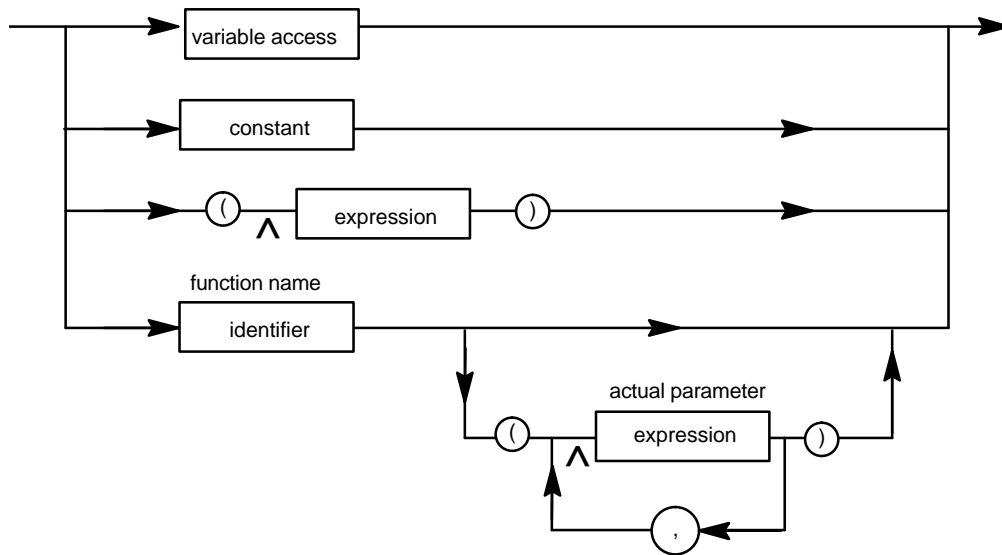 variable access
constant
( ^ expression )
function name
identifier
actual parameter
( ^ expression )
,